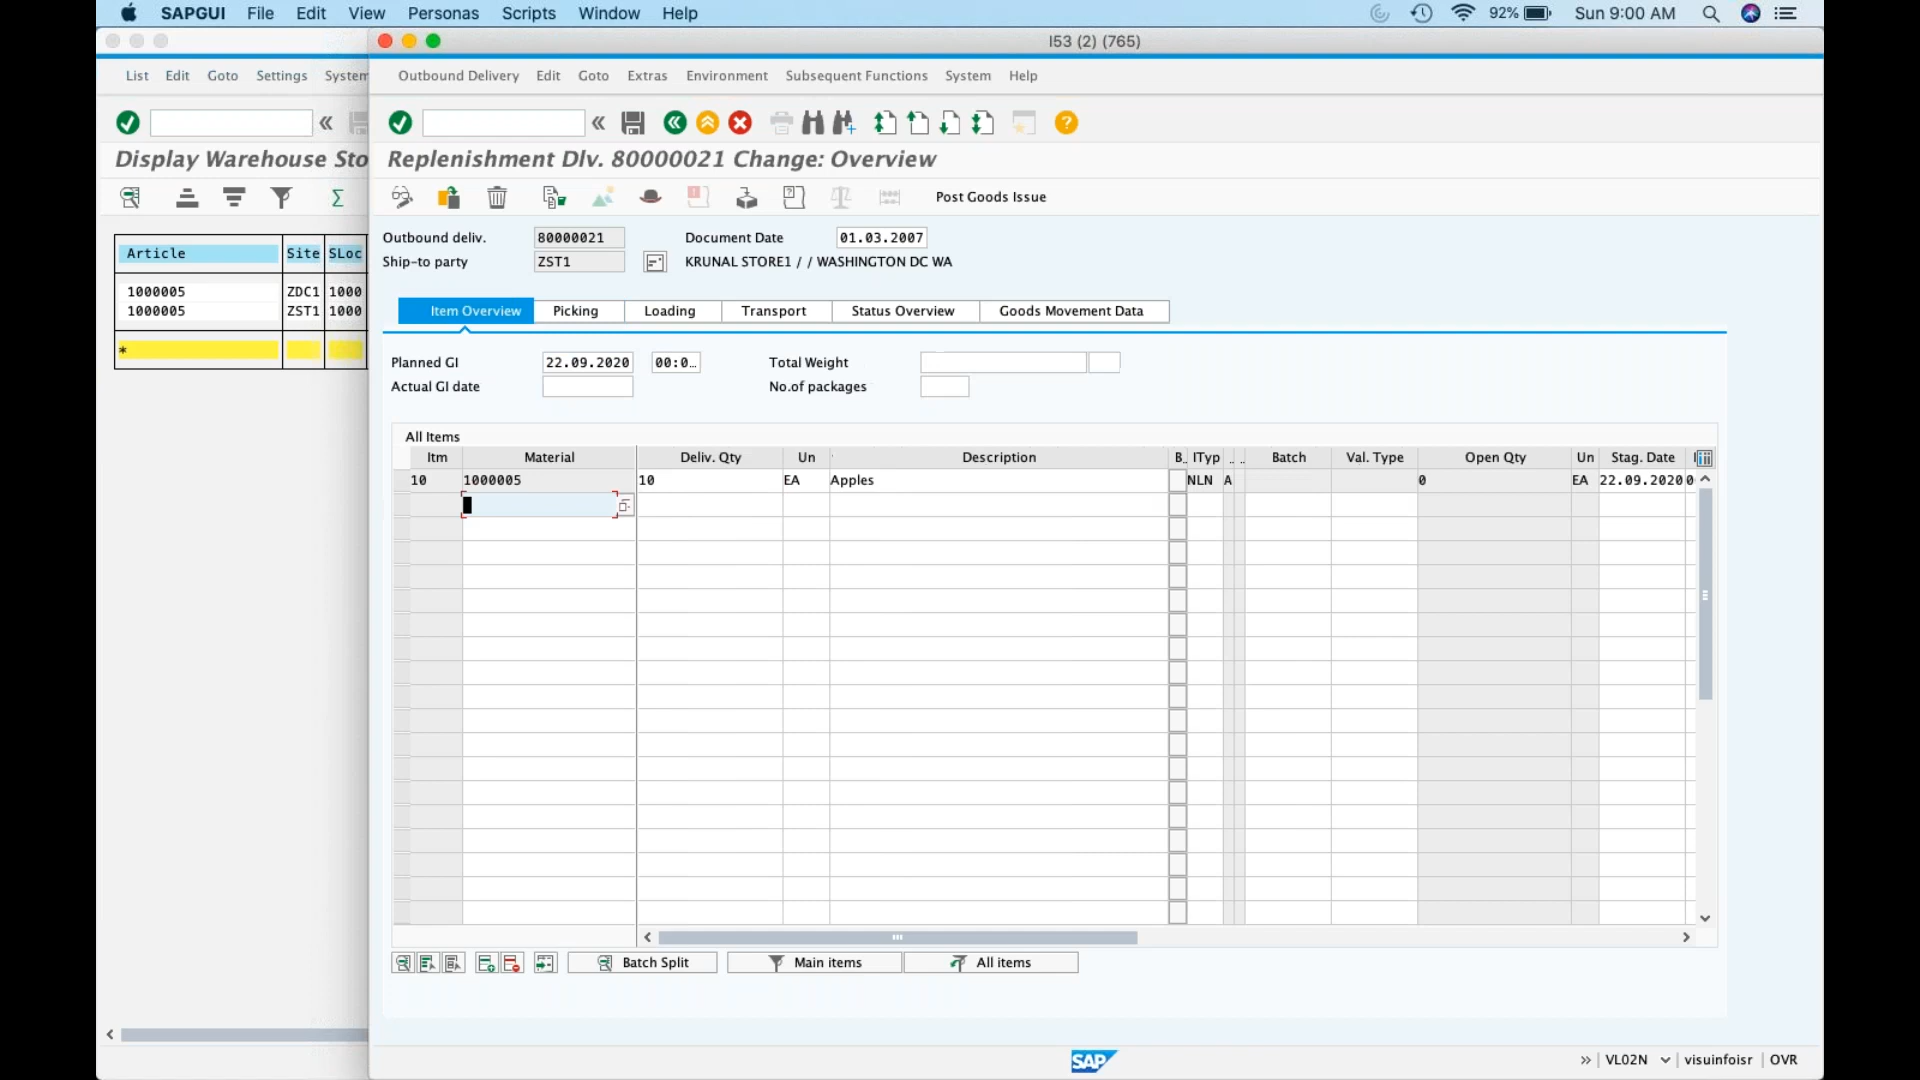 SAPGUI File Edit View Personas Scripts Window Help 92% Sun 9:00 AM
I53 (2) (765)
List Edit Goto Settings System
Outbound Delivery Edit Goto Extras Environment Subsequent Functions System Help
Display Warehouse Sto
Replenishment Dlv. 80000021 Change: Overview
Post Goods Issue
Article Site SLoc
1000005 ZDC1 1000
1000005 ZST1 1000
*
Outbound deliv. 80000021 Document Date 01.03.2007
Ship-to party ZST1 KRUNAL STORE1 / / WASHINGTON DC WA
Item Overview Picking Loading Transport Status Overview Goods Movement Data
Planned GI 22.09.2020 00:0.. Total Weight
Actual GI date No.of packages
All Items
Itm Material Deliv. Qty Un Description B.. ITyp .. .. Batch Val. Type Open Qty Un Stag. Date
10 1000005 10 EA Apples NLN A 0 EA 22.09.2020 0
Batch Split Main items All items
SAP
VL02N visuinfoisr OVR